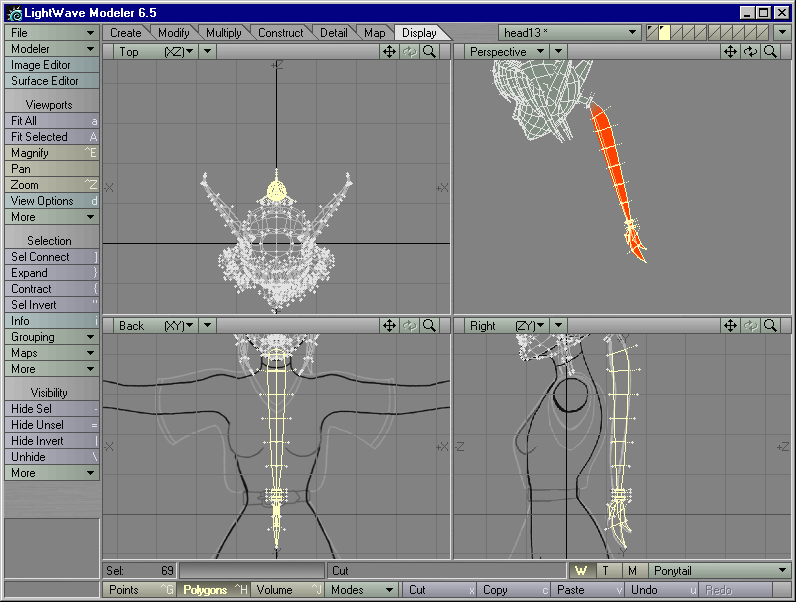 LightWave Modeler 6.5
File
Create Modify Multiply Construct Detail Map Display
head13 *
Modeler
Image Editor
Surface Editor
Top (XZ)
Perspective
Viewports
Fit All a
Fit Selected A
Magnify ^E
Pan
Zoom ^Z
View Options d
More
Selection
Sel Connect ]
Expand }
Contract {
Sel Invert "
Info i
Grouping
Maps
More
Visibility
Hide Sel -
Hide Unsel =
Hide Invert |
Unhide \
More
+Z
-X
+X
Back (XY)
Right (ZY)
-X
+X
-Z
+Z
Sel: 69
Cut
W T M Ponytail
Points ^G
Polygons ^H
Volume ^J
Modes
Cut x
Copy c
Paste v
Undo u
Redo